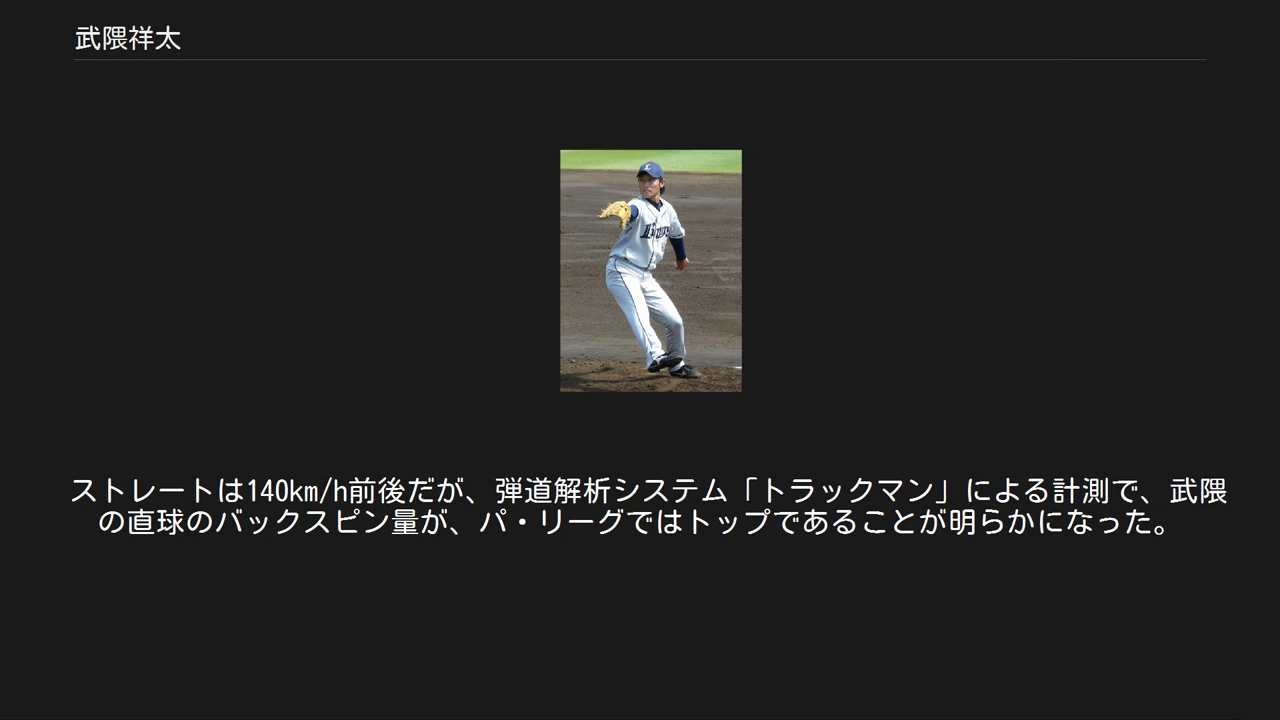 武隈祥太
ストレートは140km/h前後だが、弾道解析システム「トラックマン」による計測で、武隈
の直球のバックスピン量が、パ・リーグではトップであることが明らかになった。